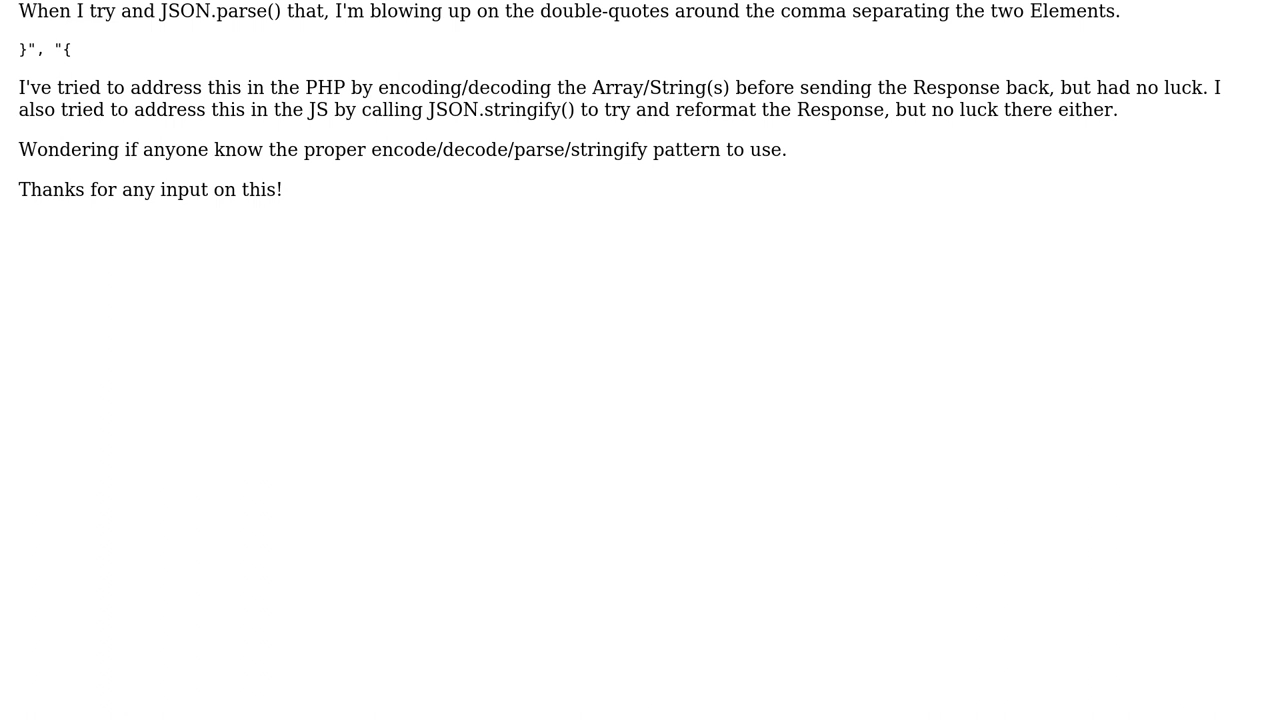 When I try and JSON.parse() that, I'm blowing up on the double-quotes around the comma separating the two Elements.
}", "{
I've tried to address this in the PHP by encoding/decoding the Array/String(s) before sending the Response back, but had no luck. I
also tried to address this in the JS by calling JSON.stringify() to try and reformat the Response, but no luck there either.
Wondering if anyone know the proper encode/decode/parse/stringify pattern to use.
Thanks for any input on this!